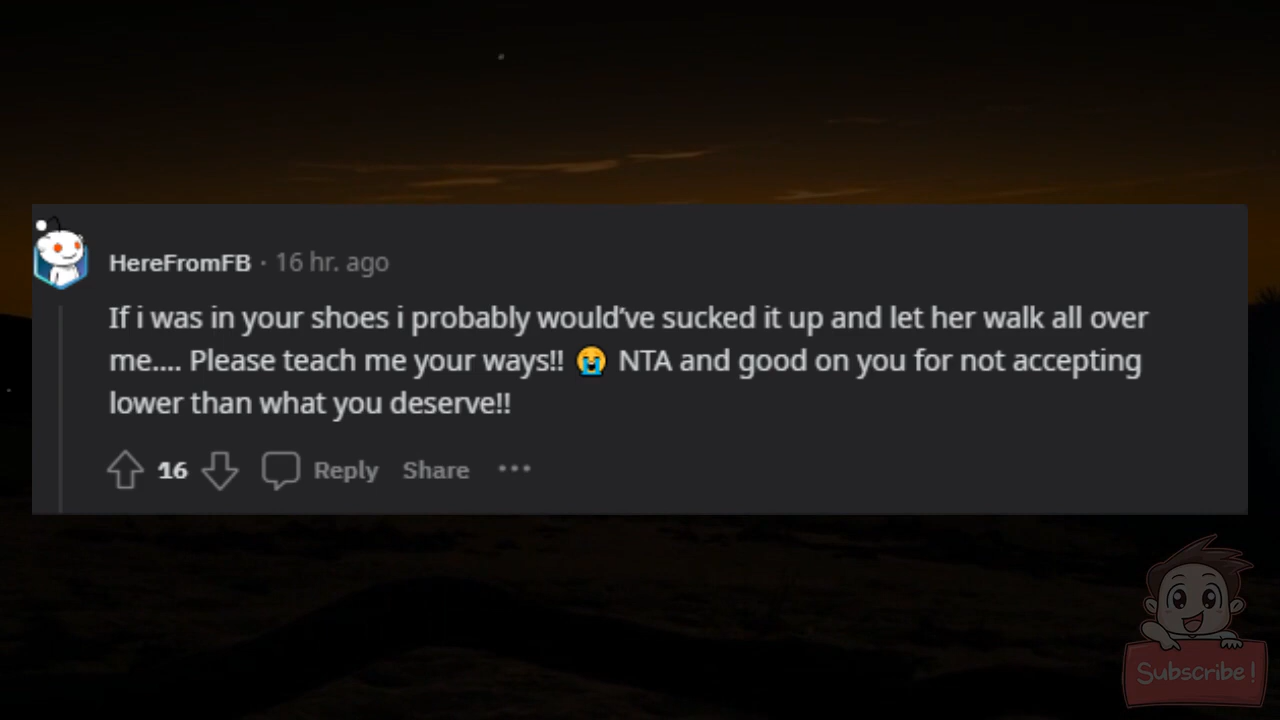 HereFromFB · 16 hr. ago
If i was in your shoes i probably would've sucked it up and let her walk all over
me.... Please teach me your ways!! 😭 NTA and good on you for not accepting
lower than what you deserve!!
16 Reply Share ···
Subscribe!